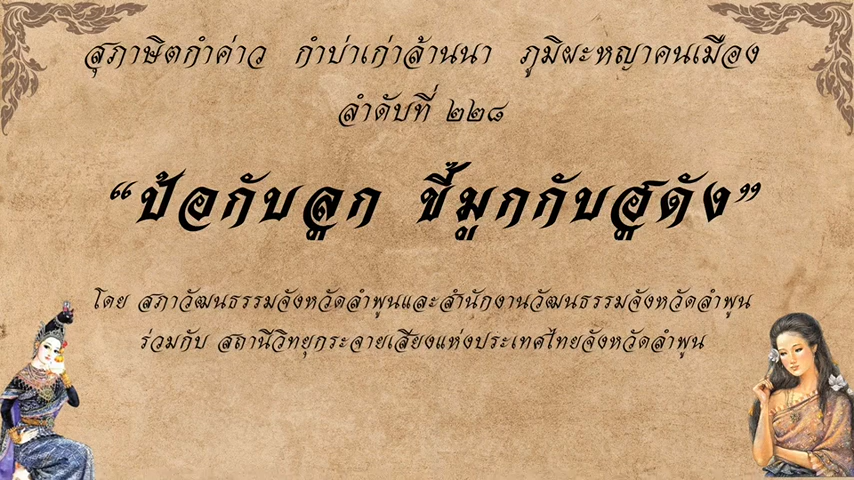 สุภาษิตกำค่าว กำบ่าเก่าล้านนา ภูมิผะหญาคนเมือง
ลำดับที่ ๒๒๘
“ป้อกับลูก ขี้มูกกับฮูดัง”
โดย สภาวัฒนธรรมจังหวัดลำพูนและสำนักงานวัฒนธรรมจังหวัดลำพูน
ร่วมกับ สถานีวิทยุกระจายเสียงแห่งประเทศไทยจังหวัดลำพูน